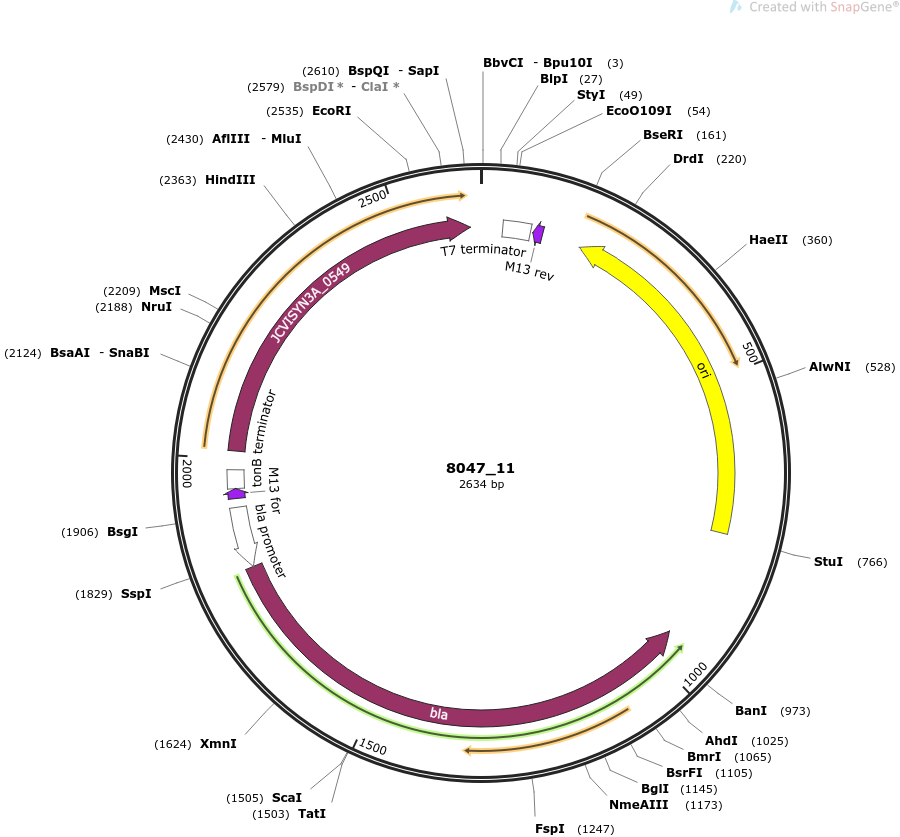 Created with SnapGene®
(2610) BspQI - SapI
(2579) BspDI * - ClaI *
(2535) EcoRI
(2430) AflIII - MluI
(2363) HindIII
(2209) MscI
(2188) NruI
(2124) BsaAI - SnaBI
(1906) BsgI
(1829) SspI
(1624) XmnI
(1505) ScaI
(1503) TatI
BbvCI - Bpu10I (3)
BlpI (27)
StyI (49)
EcoO109I (54)
BseRI (161)
DrdI (220)
HaeII (360)
AlwNI (528)
StuI (766)
BanI (973)
AhdI (1025)
BmrI (1065)
BsrFI (1105)
BglI (1145)
NmeAIII (1173)
FspI (1247)
500
1000
1500
2000
2500
T7 terminator
M13 rev
ori
bla
bla promoter
M13 for
tonB terminator
JCVISYN3A_0549
8047_11
2634 bp